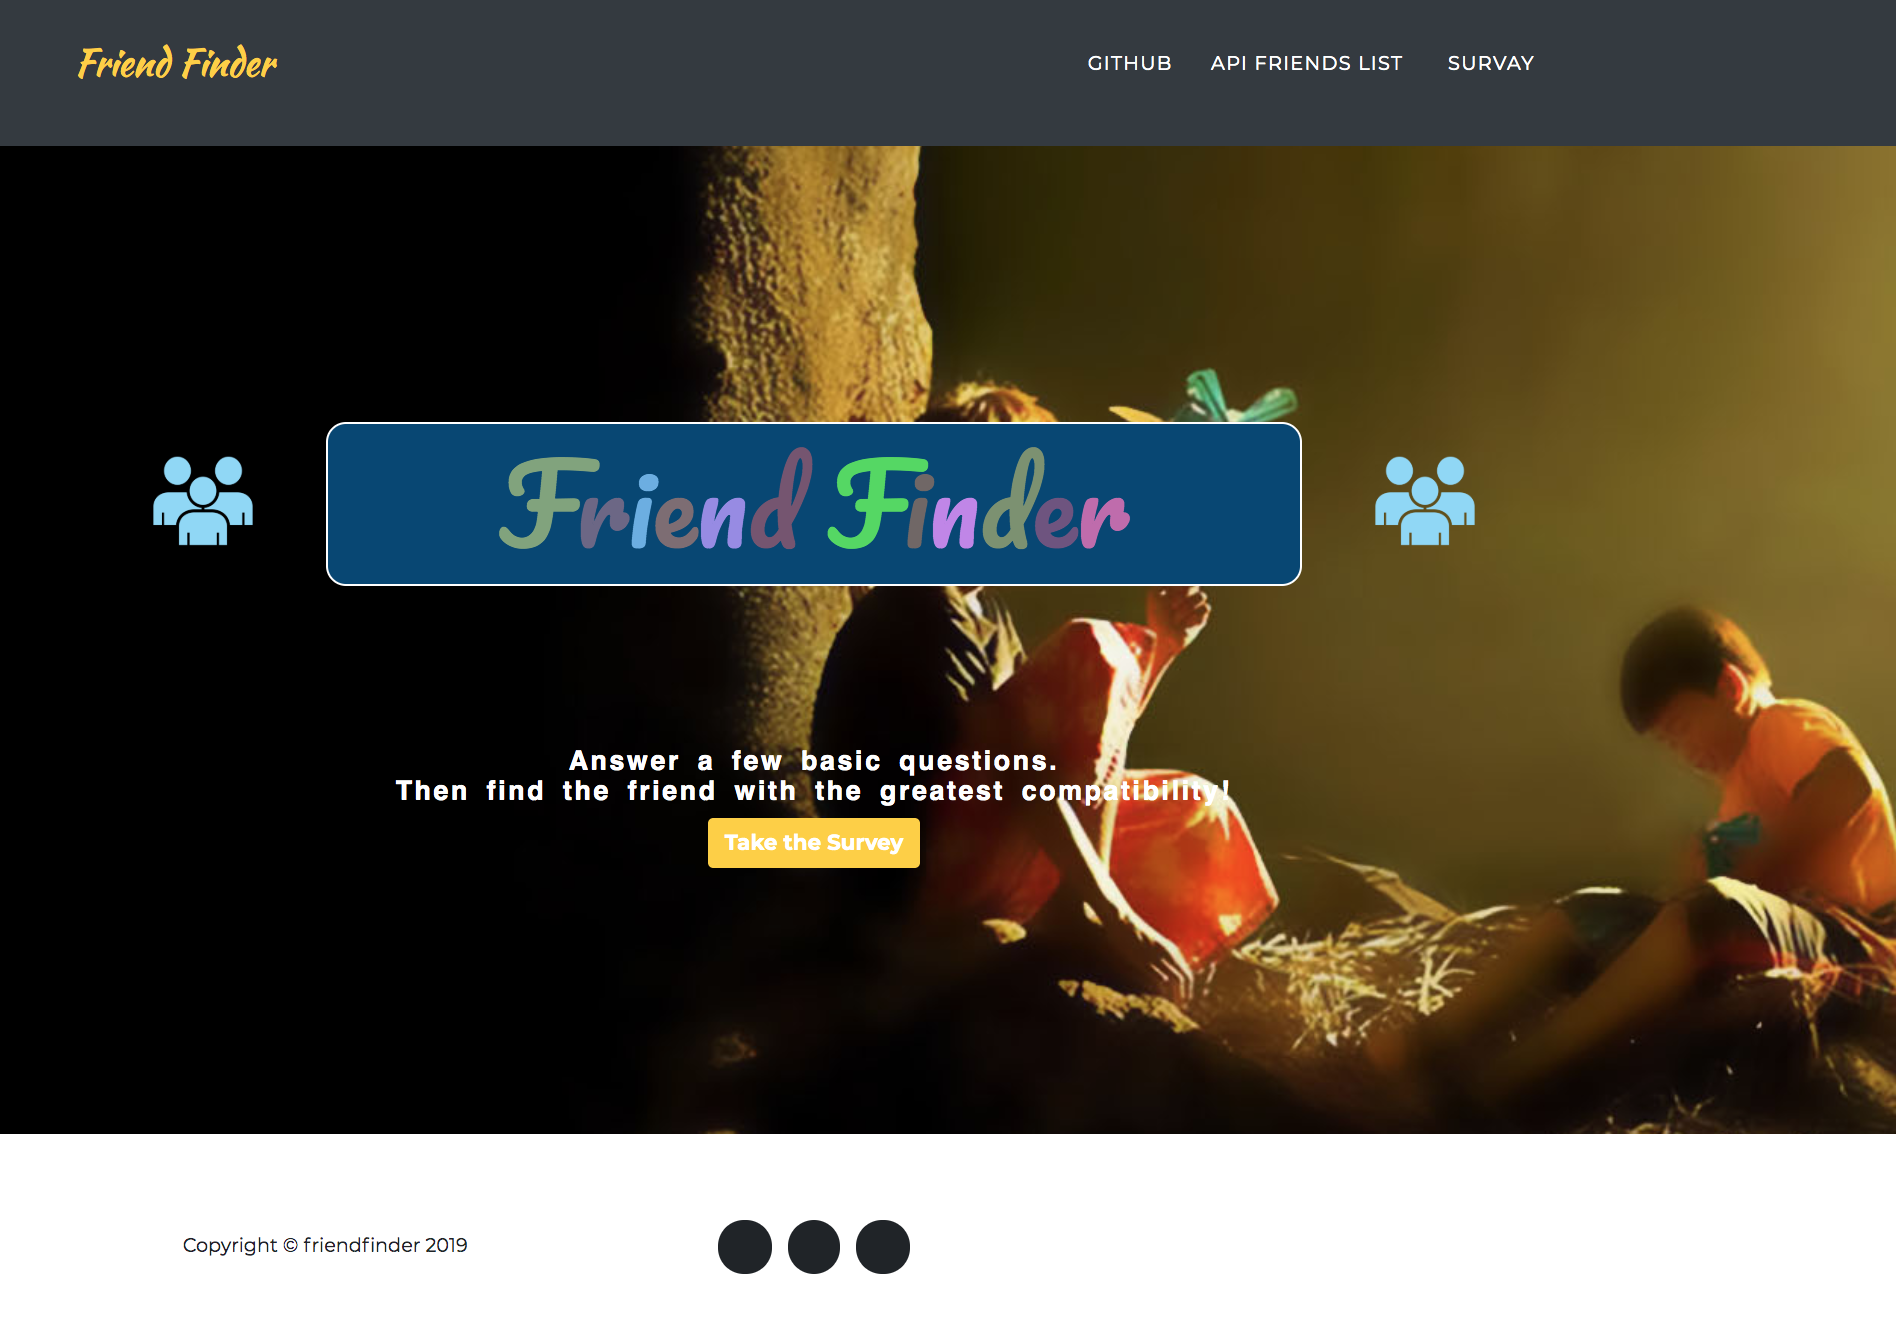 Friend Finder
GITHUB API FRIENDS LIST SURVAY
Friend Finder
Answer a few basic questions.
Then find the friend with the greatest compatibility!
Take the Survey
Copyright © friendfinder 2019